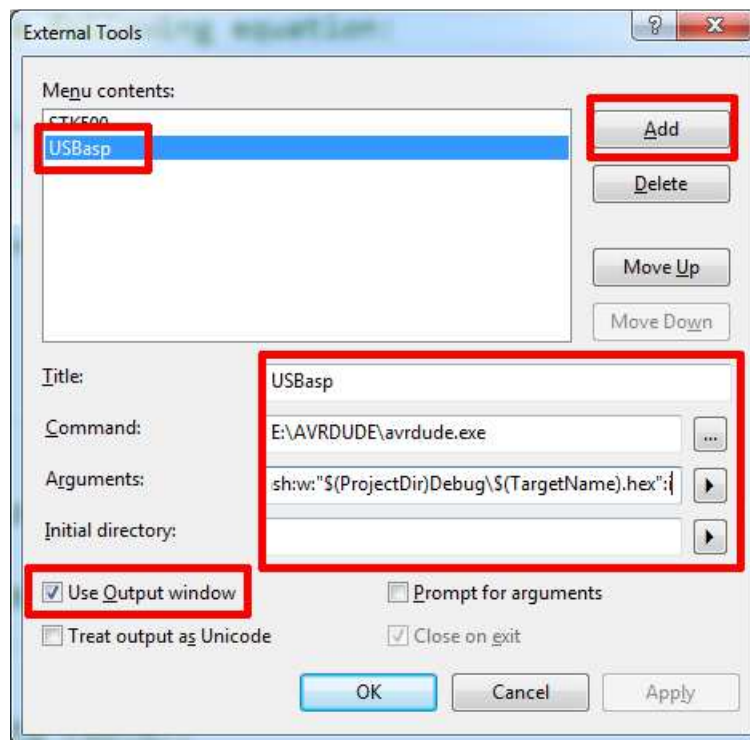 External Tools
Menu contents:
STK500
USBasp
Add
Delete
Move Up
Move Down
Title:
USBasp
Command:
E:\AVRDUDE\avrdude.exe
...
Arguments:
sh:w:"$(ProjectDir)Debug\$(TargetName).hex":i
Initial directory:
Use Output window
Prompt for arguments
Treat output as Unicode
Close on exit
OK
Cancel
Apply